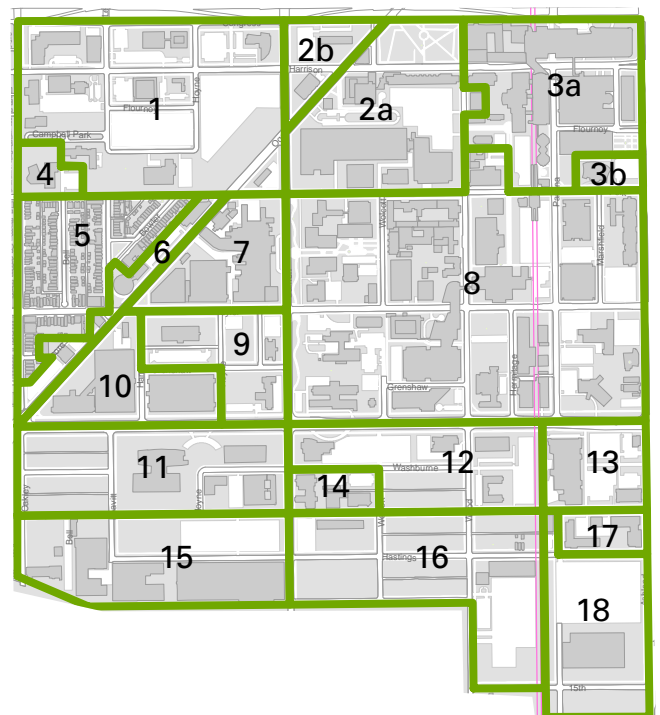 Congress
2b
Harrison
3a
2a
1
Flournoy
Hoyne
Campbell Park
Flournoy
4
3b
Paulina
5
6
7
8
Marshfield
Bell
9
10
Grenshaw
Hermitage
11
12
13
Washburne
14
Oakley
Leavitt
Hoyne
Wood
15
16
17
Hastings
Bell
18
15th